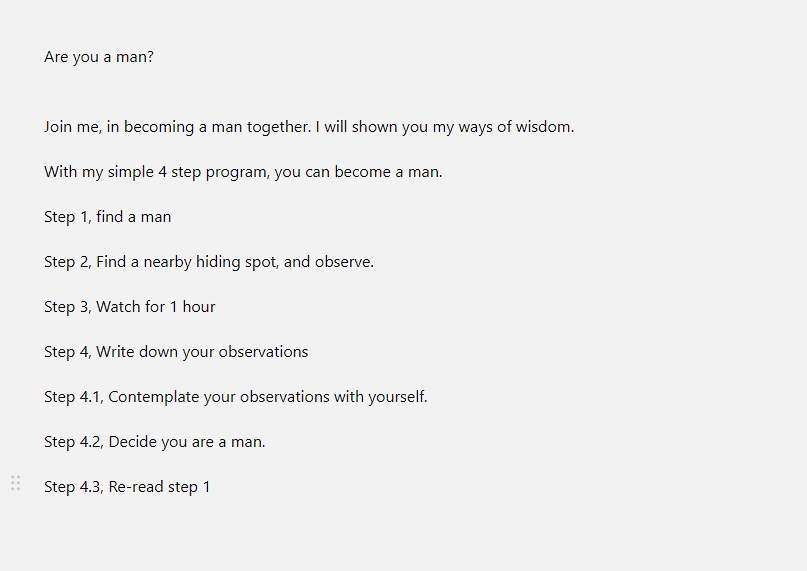 Are you a man?
Join me, in becoming a man together. I will shown you my ways of wisdom.
With my simple 4 step program, you can become a man.
Step 1, find a man
Step 2, Find a nearby hiding spot, and observe.
Step 3, Watch for 1 hour
Step 4, Write down your observations
Step 4.1, Contemplate your observations with yourself.
Step 4.2, Decide you are a man.
Step 4.3, Re-read step 1